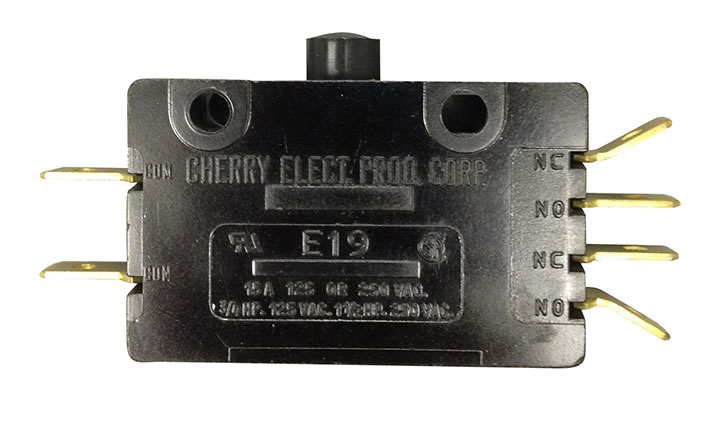 COM
CHERRY ELECT. PROD. CORP.
NC
NO
E19
NC
COM
15A 125 OR 250 VAC.
NO
3/4 HP. 125 VAC. 1 1/2 HP. 250 VAC.